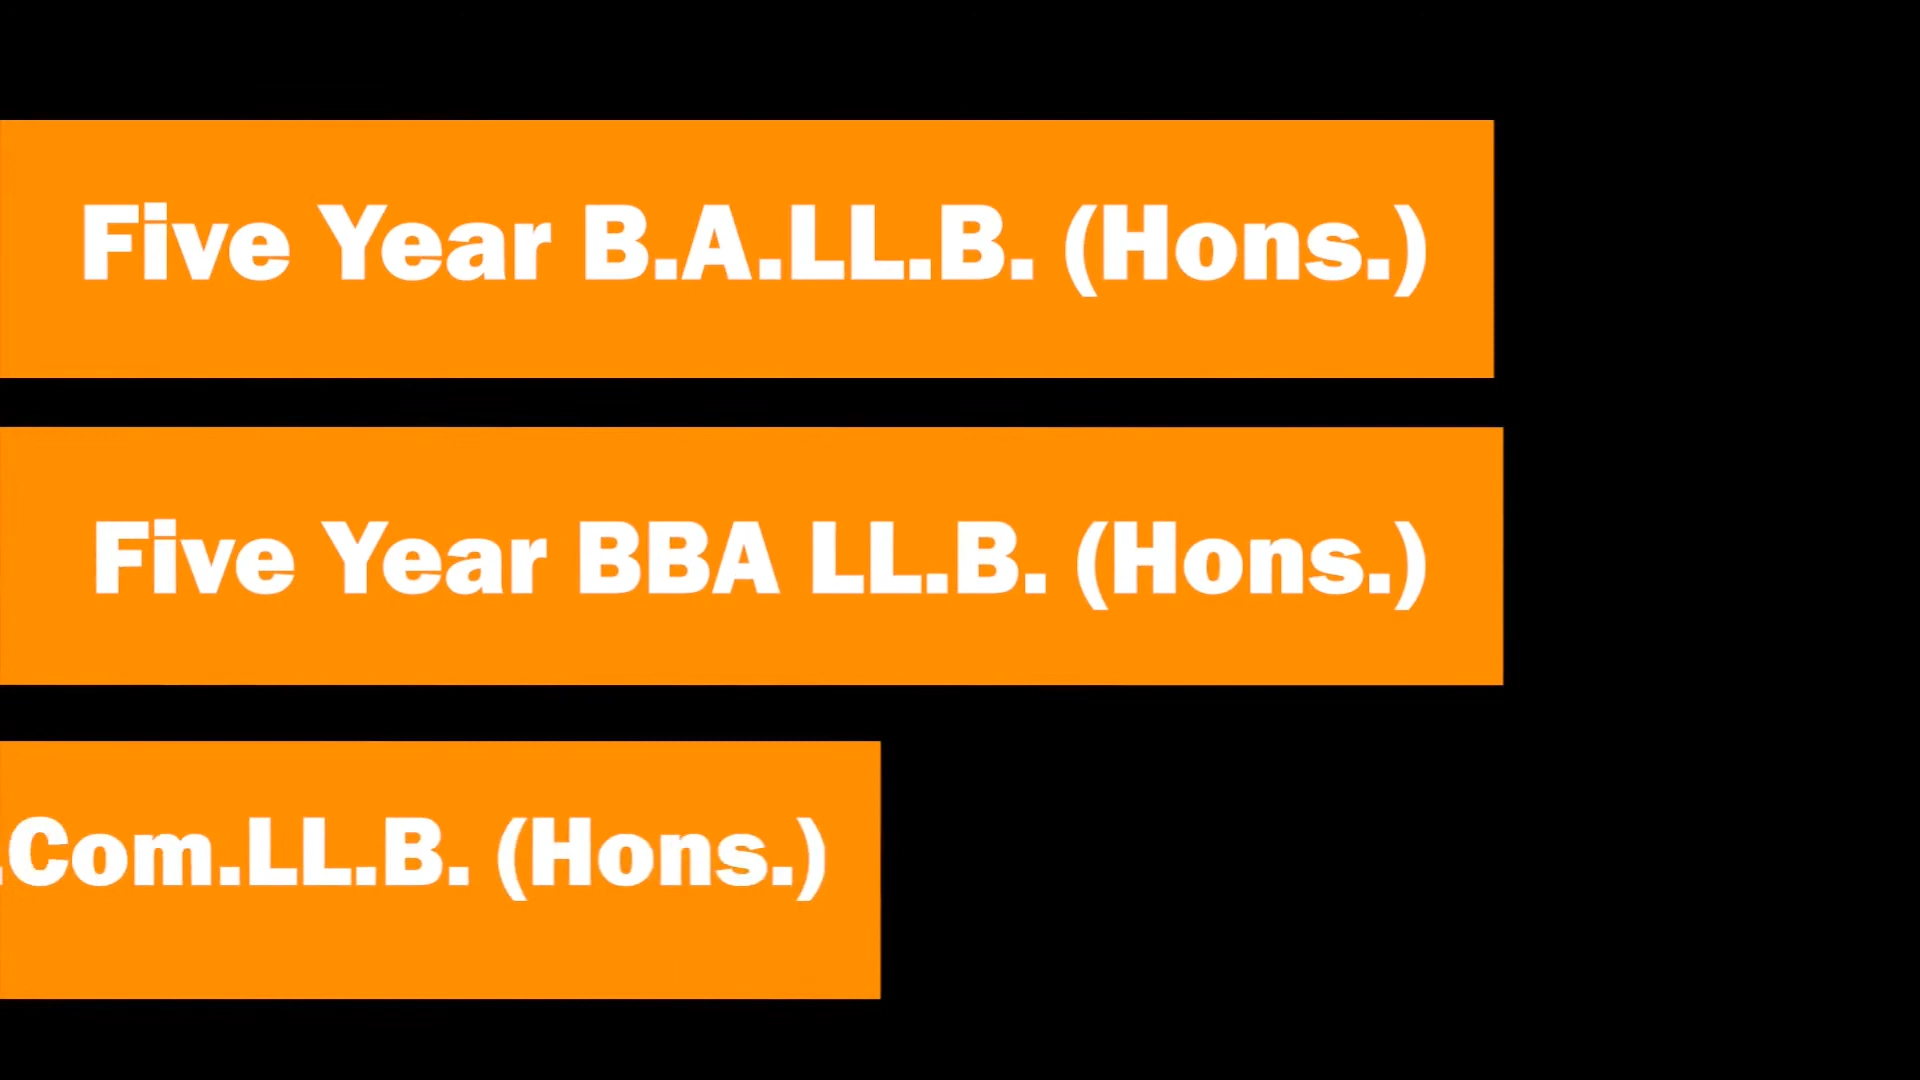 Five Year B.A.LL.B. (Hons.)
Five Year BBA LL.B. (Hons.)
.Com.LL.B. (Hons.)